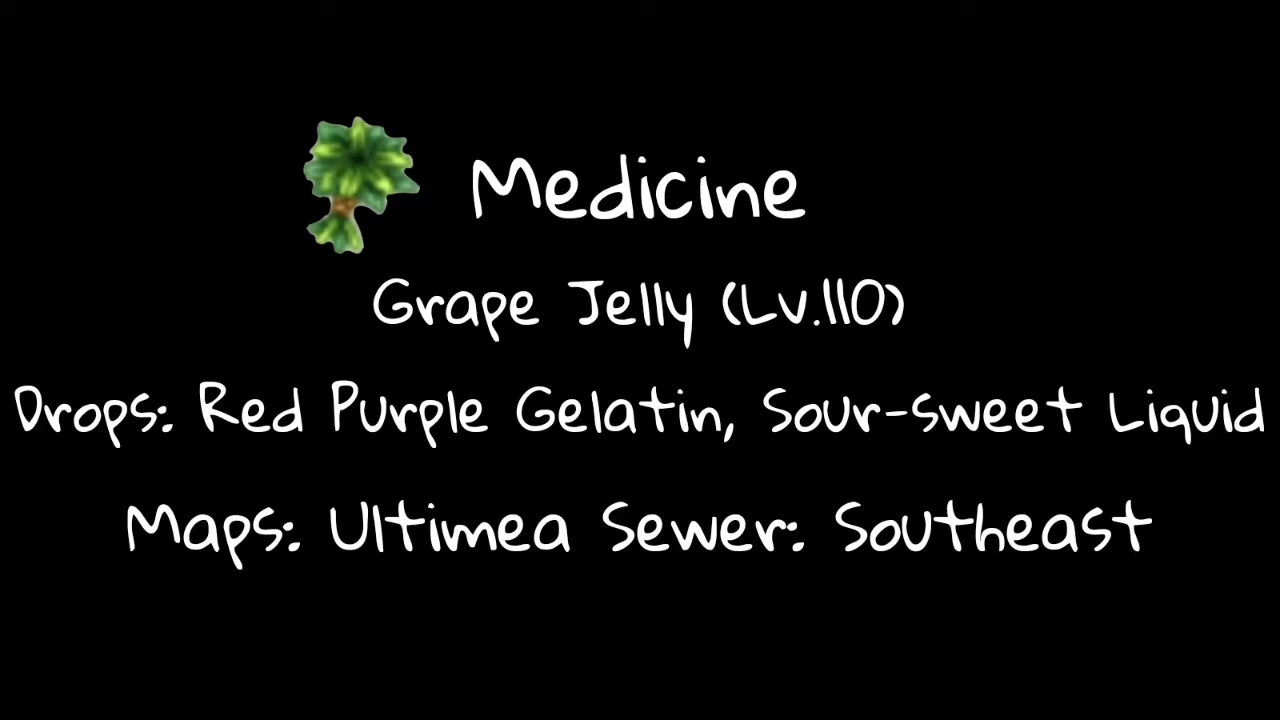 Medicine
Grape Jelly (Lv.110)
Drops: Red Purple Gelatin, Sour-sweet Liquid
Maps: Ultimea Sewer: Southeast